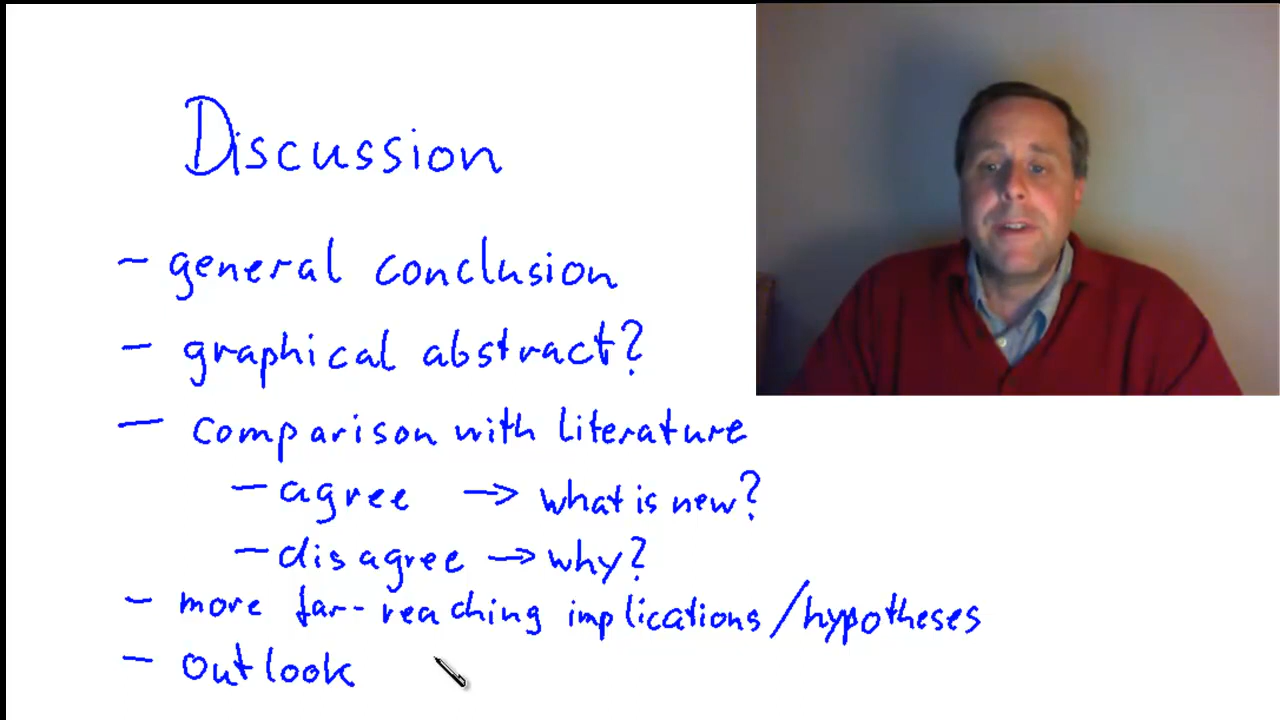 Discussion
- general conclusion
- graphical abstract?
- comparison with literature
- agree → what is new?
- disagree → why?
- more far-reaching implications/hypotheses
- outlook